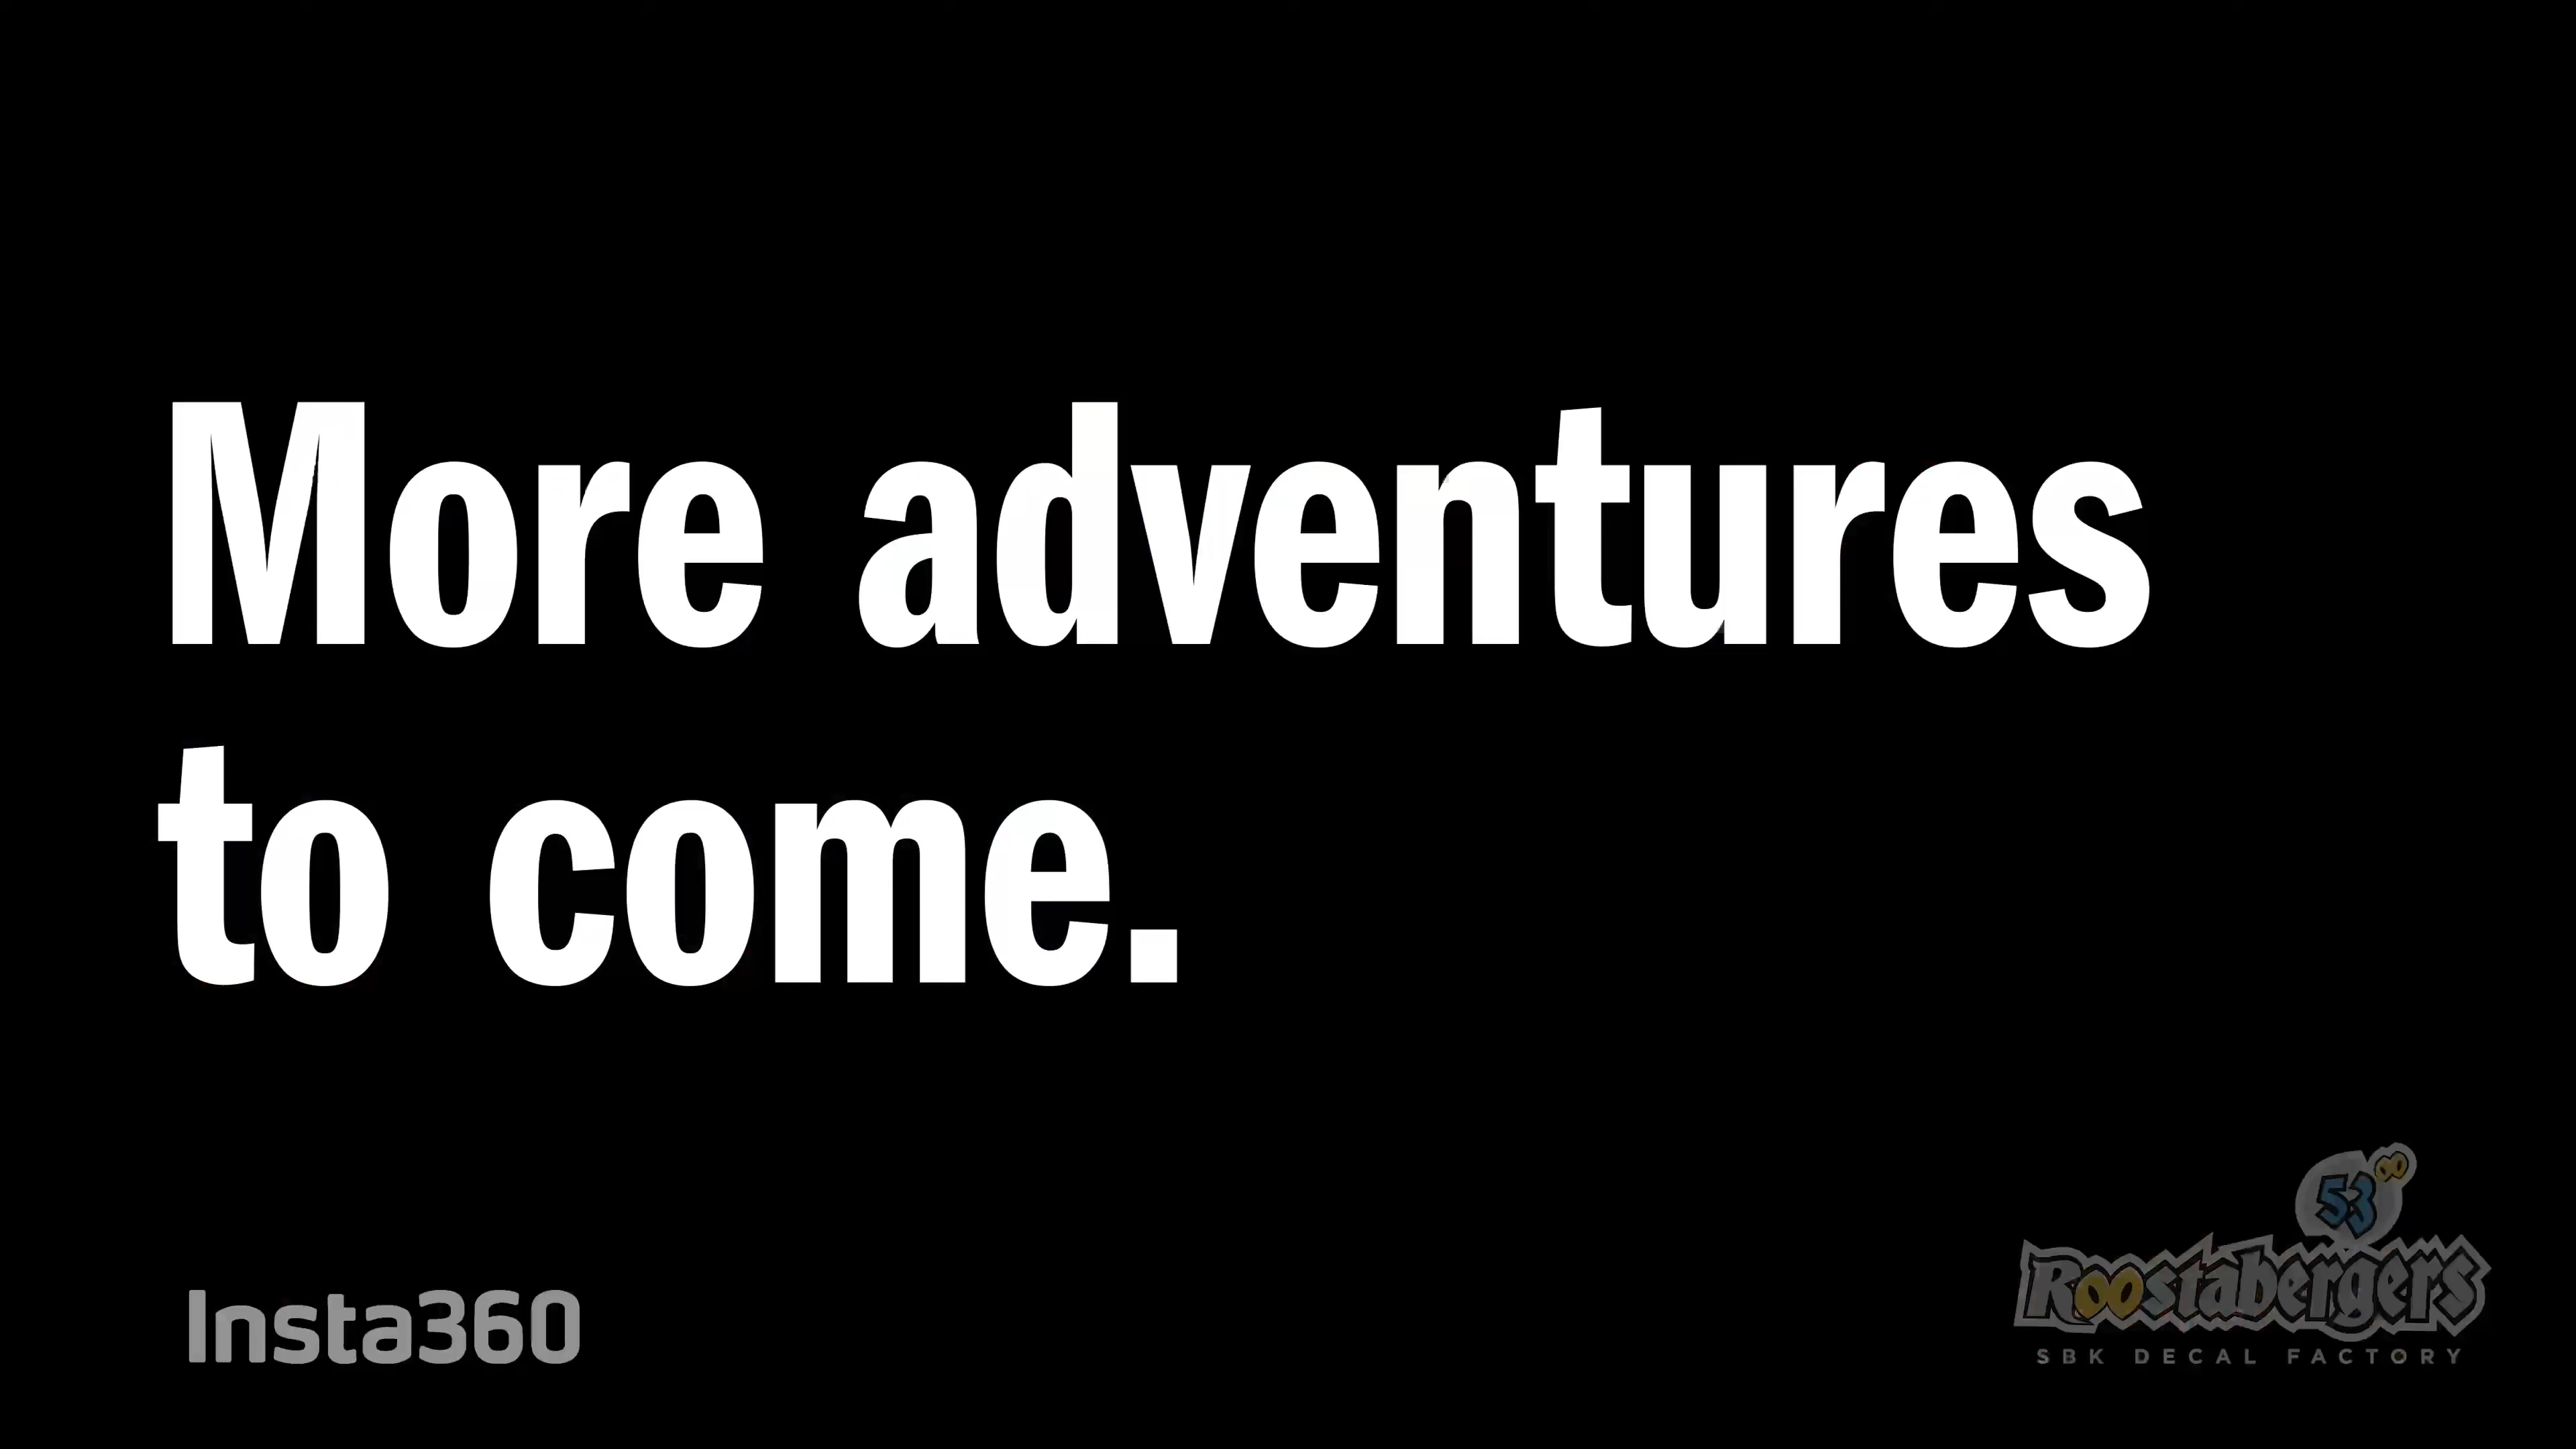 More adventures
to come.
53
Roostabergers
Insta360
SBK DECAL FACTORY